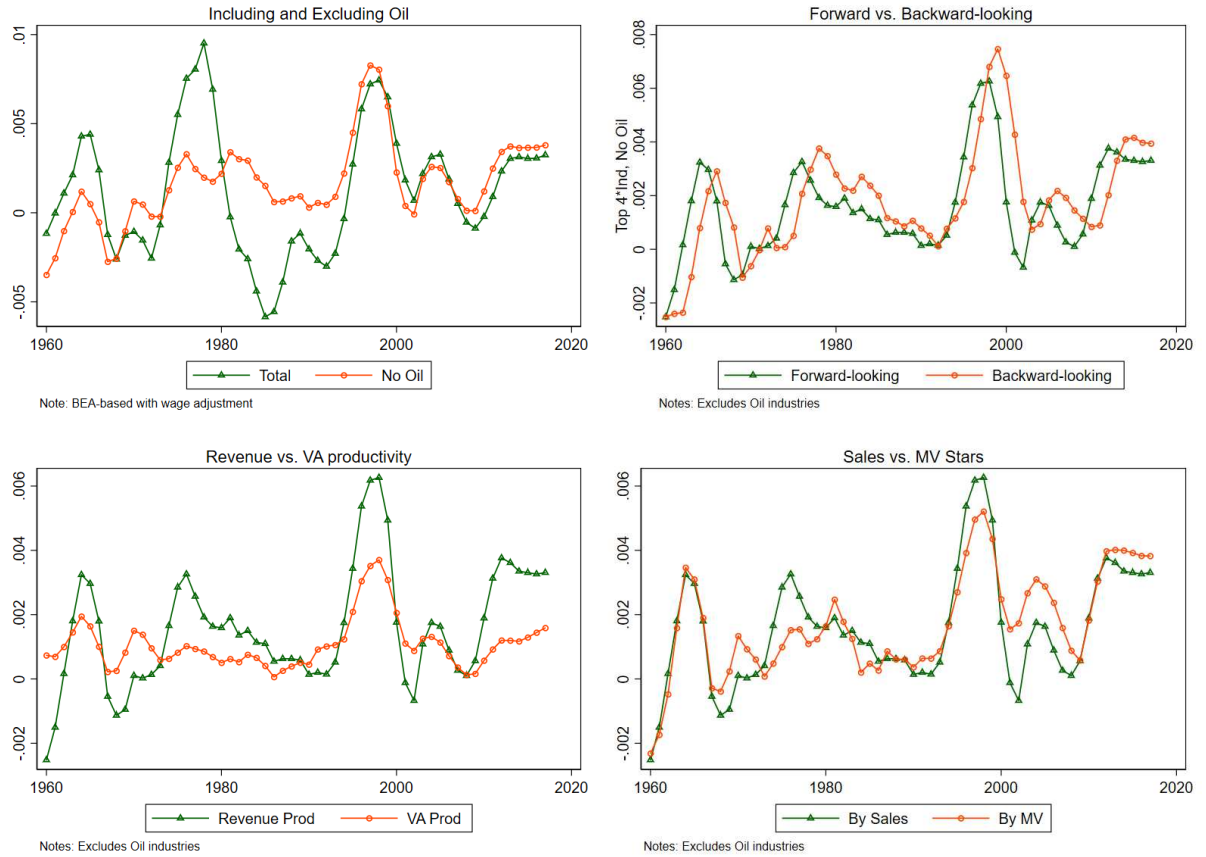 Including and Excluding Oil
.01
.005
0
-.005
1960 1980 2000 2020
Total No Oil
Note: BEA-based with wage adjustment
Forward vs. Backward-looking
Top 4*Ind, No Oil
.008
.006
.004
.002
0
-.002
1960 1980 2000 2020
Forward-looking Backward-looking
Notes: Excludes Oil industries
Revenue vs. VA productivity
.006
.004
.002
0
-.002
1960 1980 2000 2020
Revenue Prod VA Prod
Notes: Excludes Oil industries
Sales vs. MV Stars
.006
.004
.002
0
-.002
1960 1980 2000 2020
By Sales By MV
Notes: Excludes Oil industries